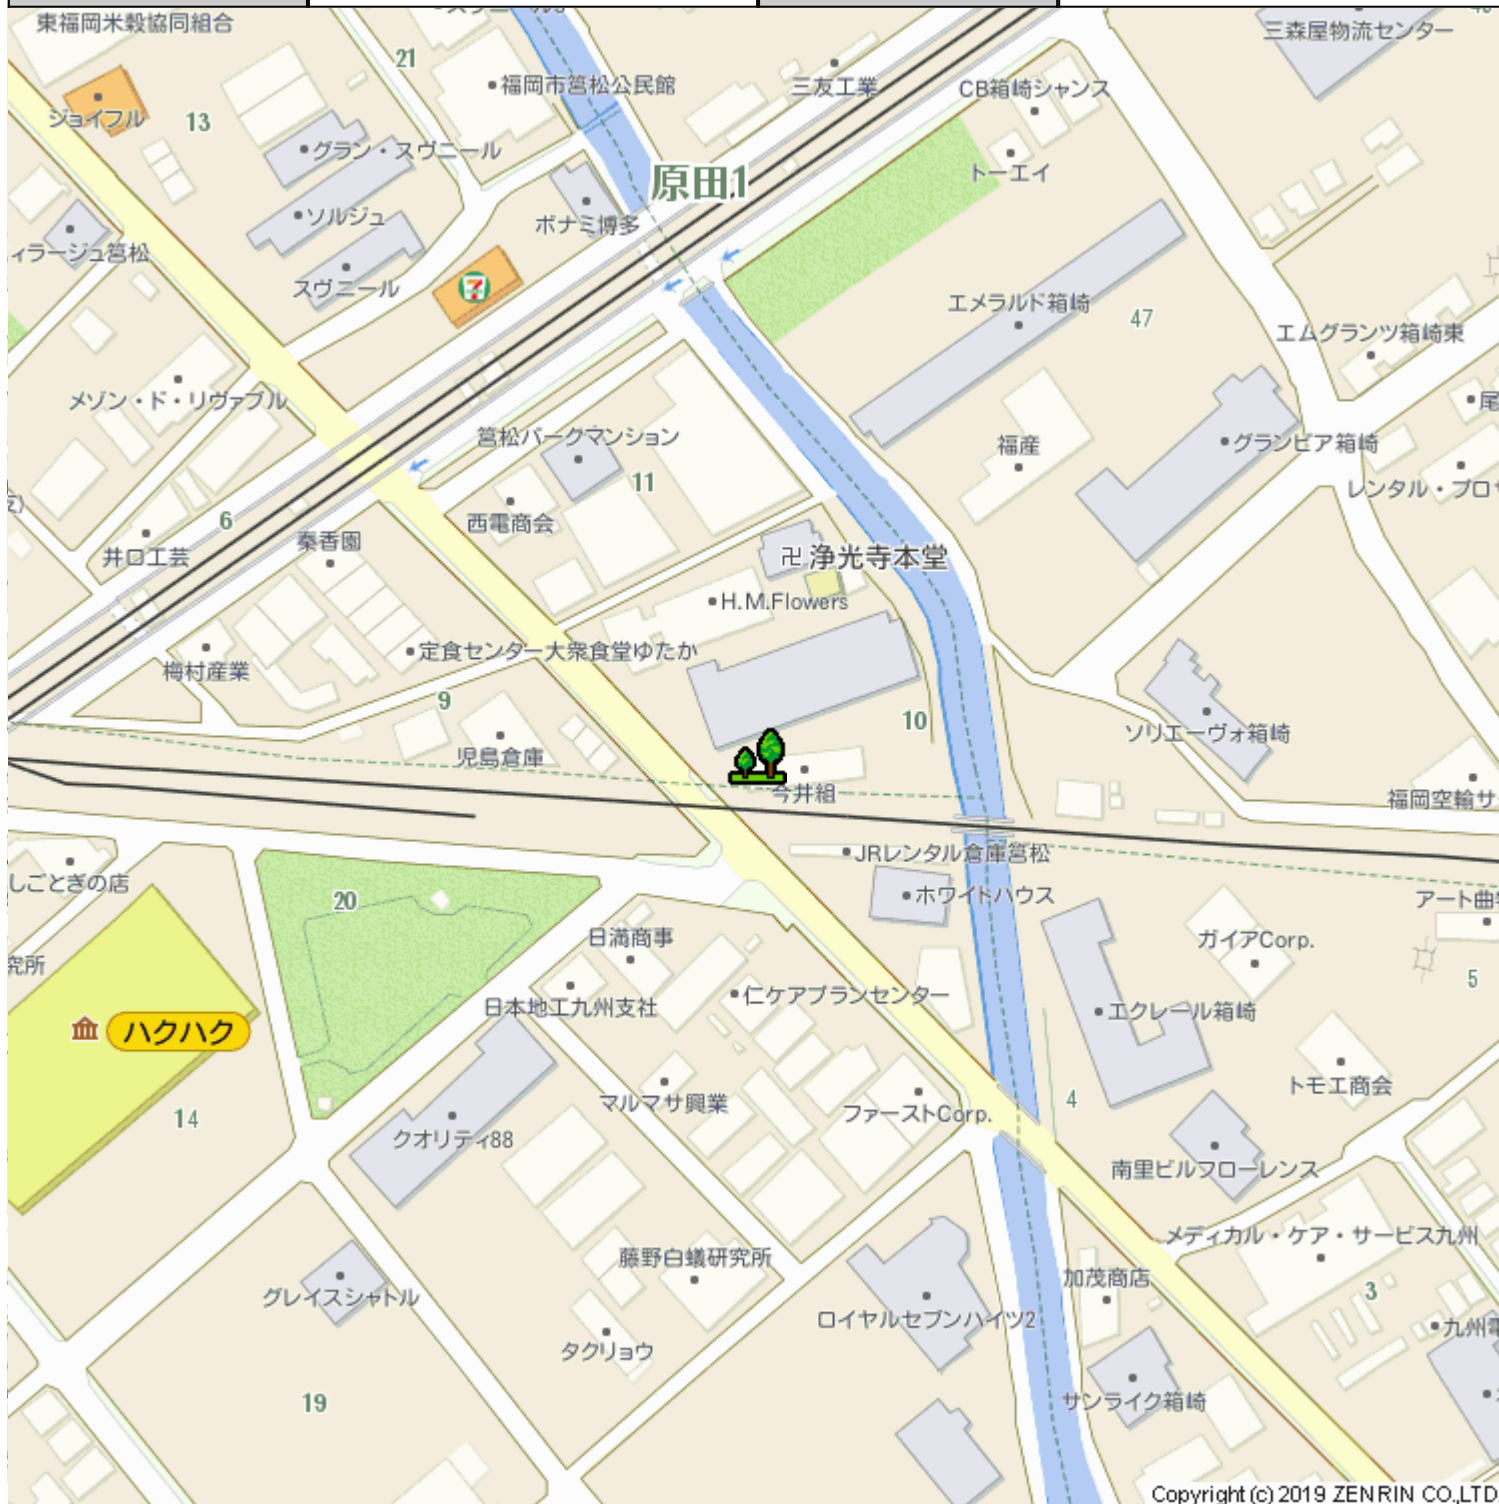 東福岡米穀協同組合
三森屋物流センター
21
福岡市筥松公民館
三友工業
CB箱崎シャンス
ジョイフル
13
グラン・スヴニール
トーエイ
原田1
ソルジュ
ボナミ博多
ィラージュ筥松
スヴニール
エメラルド箱崎
47
エムグランツ箱崎東
メゾン・ド・リヴァブル
尾
筥松パークマンション
福産
グランピア箱崎
11
レンタル・プロ
西電商会
6
秦香園
井口工芸
卍浄光寺本堂
H.M.Flowers
定食センター大衆食堂ゆたか
梅村産業
9
10
ソリエーヴォ箱崎
児島倉庫
今井組
福岡空輸サ
JRレンタル倉庫筥松
しごとぎの店
ホワイトハウス
20
アート曲
日満商事
ガイアCorp.
究所
5
仁ケアプランセンター
日本地工九州支社
エクレール箱崎
ハクハク
トモエ商会
マルマサ興業
4
ファーストCorp.
14
クオリティ88
南里ビルフローレンス
メディカル・ケア・サービス九州
藤野白蟻研究所
加茂商店
グレイスシャトル
3
ロイヤルセブンハイツ2
九州電
タクリョウ
19
サンライク箱崎
Copyright (c) 2019 ZENRIN CO.,LTD